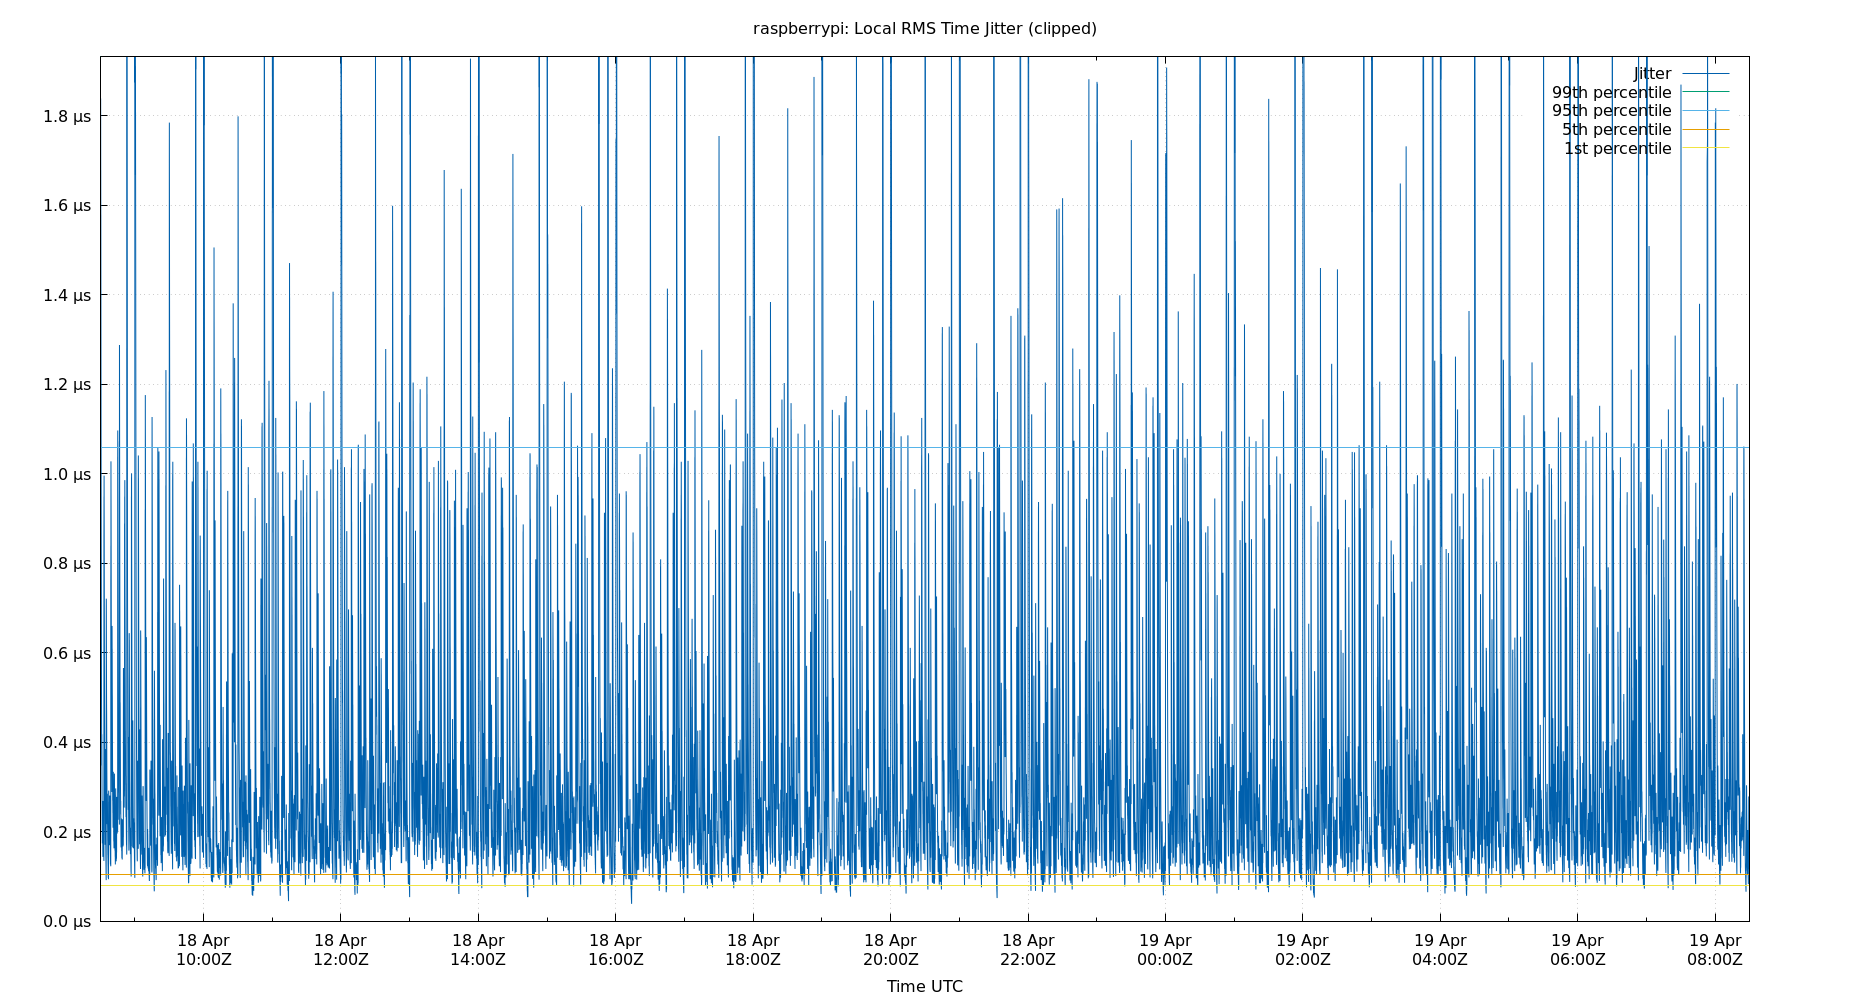 raspberrypi: Local RMS Time Jitter (clipped)
Jitter
99th percentile
95th percentile
5th percentile
1st percentile
1.8 µs
1.6 µs
1.4 µs
1.2 µs
1.0 µs
0.8 µs
0.6 µs
0.4 µs
0.2 µs
0.0 µs
18 Apr 18 Apr 18 Apr 18 Apr 18 Apr 18 Apr 18 Apr 19 Apr 19 Apr 19 Apr 19 Apr 19 Apr
10:00Z 12:00Z 14:00Z 16:00Z 18:00Z 20:00Z 22:00Z 00:00Z 02:00Z 04:00Z 06:00Z 08:00Z
Time UTC